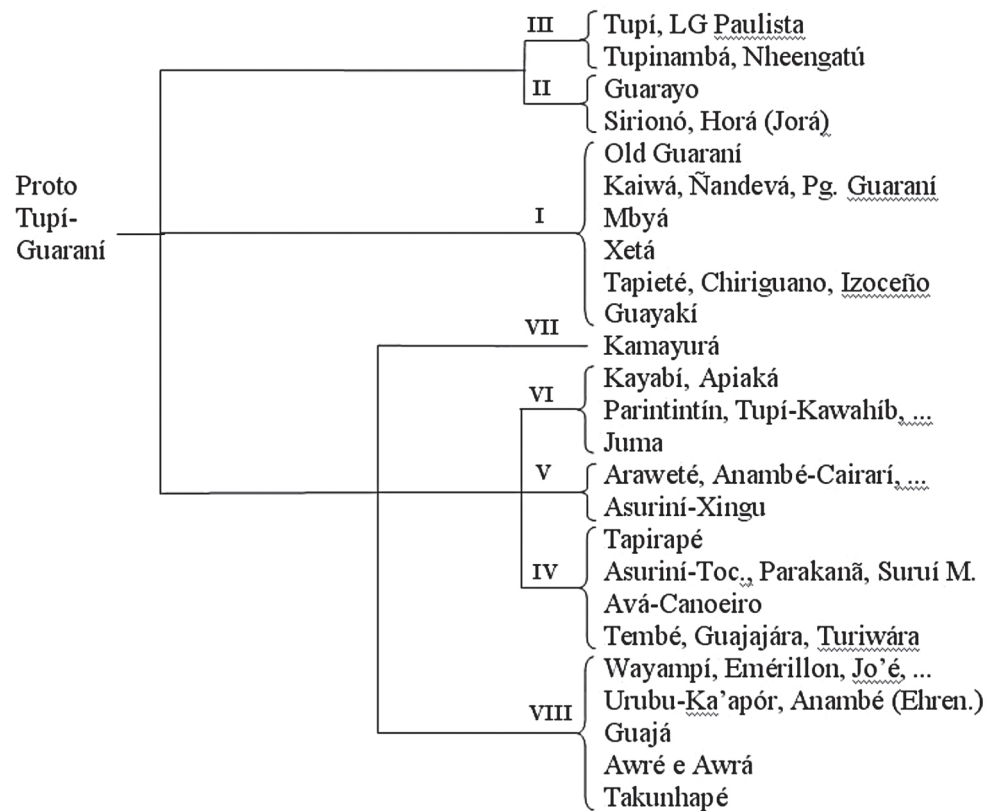 III
Tupí, LG Paulista
Tupinambá, Nheengatú
II
Guarayo
Sirionó, Horá (Jorá)
Proto
Tupí-
Guaraní
I
Old Guaraní
Kaiwá, Ñandevá, Pg. Guaraní
Mbyá
Xetá
Tapieté, Chiriguano, Izoceño
Guayakí
VII
Kamayurá
VI
Kayabí, Apiaká
Parintintín, Tupí-Kawahíb, ...
Juma
V
Araweté, Anambé-Cairarí, ...
Asuriní-Xingu
IV
Tapirapé
Asuriní-Toc., Parakanã, Suruí M.
Avá-Canoeiro
Tembé, Guajajára, Turiwára
VIII
Wayampí, Emérillon, Jo’é, ...
Urubu-Ka’apór, Anambé (Ehren.)
Guajá
Awré e Awrá
Takunhapé